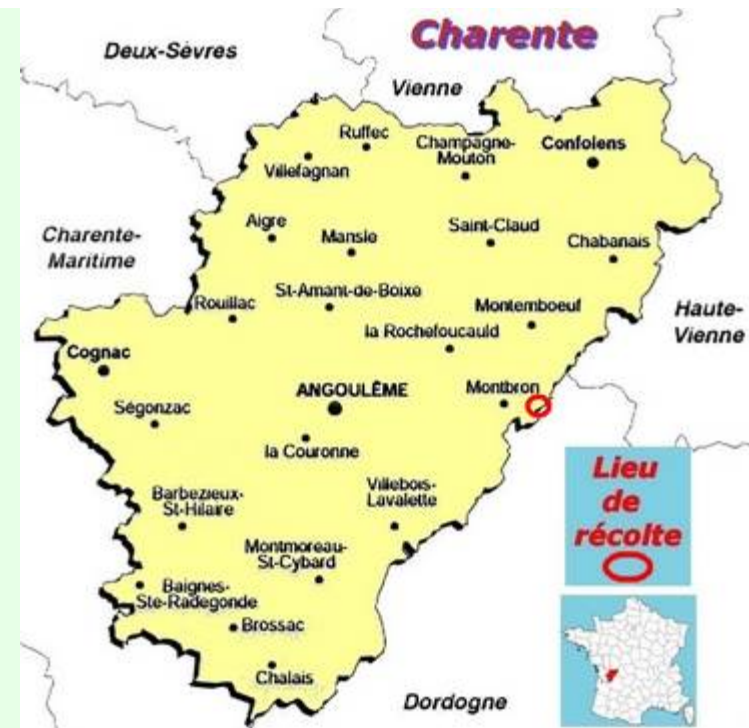 Charente
Deux-Sèvres
Vienne
Ruffec
Champagne-
Mouton
Confolens
Villefagnan
Aigre
Mansle
Saint-Claud
Chabanais
Charente-
Maritime
St-Amant-de-Boixe
Rouillac
Montemboeuf
Haute-
Vienne
la Rochefoucauld
Cognac
ANGOULÊME
Montbron
Ségonzac
la Couronne
Lieu
de
récolte
Villebois-
Lavalette
Barbezieux-
St-Hilaire
Montmoreau-
St-Cybard
Baignes-
Ste-Radegonde
Brossac
Chalais
Dordogne